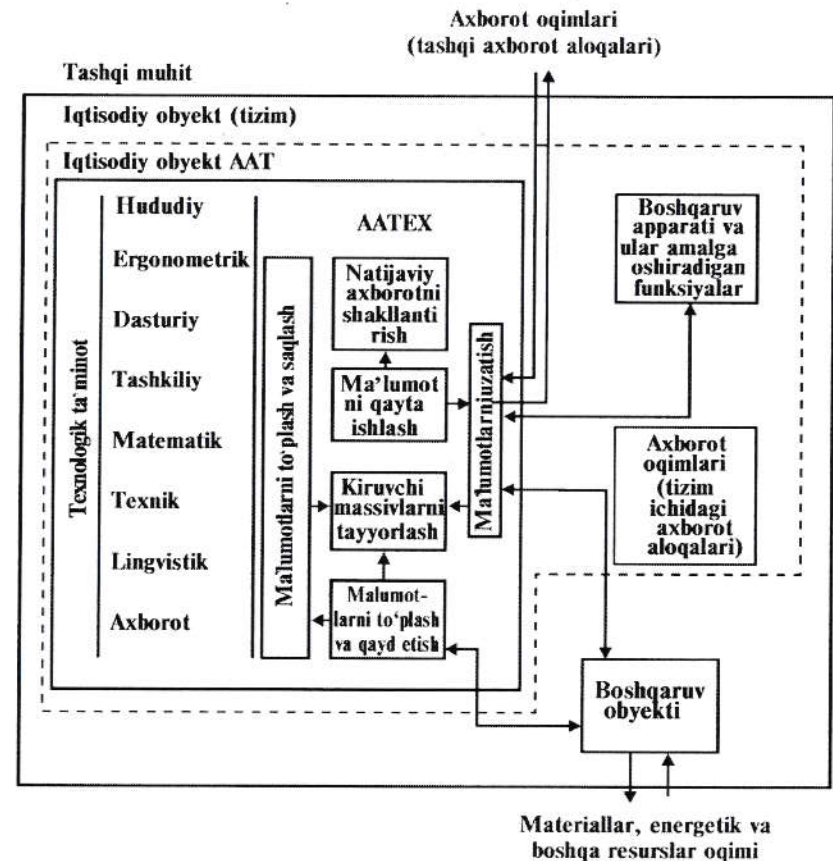 Axborot oqimlari
(tashqi axborot aloqalari)
Tashqi muhit
Iqtisodiy obyekt (tizim)
Iqtisodiy obyekt AAT
Texnologik ta`minot
Hududiy
Ergonometrik
Dasturiy
Tashkiliy
Matematik
Texnik
Lingvistik
Axborot
AATEX
Ma'lumotlarni to`plash va saqlash
Natijaviy
axborotni
shakllanti
rish
Ma'lumot
ni qayta
ishlash
Kiruvchi
massivlarni
tayyorlash
Malumot-
larni to‘plash
va qayd etish
Ma'lumotlarnjuzatish
Boshqaruv
apparati va
ular amalga
oshiradigan
funksiyalar
Axborot
oqimlari
(tizim
ichidagi
axborot
aloqalari)
Boshqaruv
obyekti
Materiallar, energetik va
boshqa resurslar oqimi